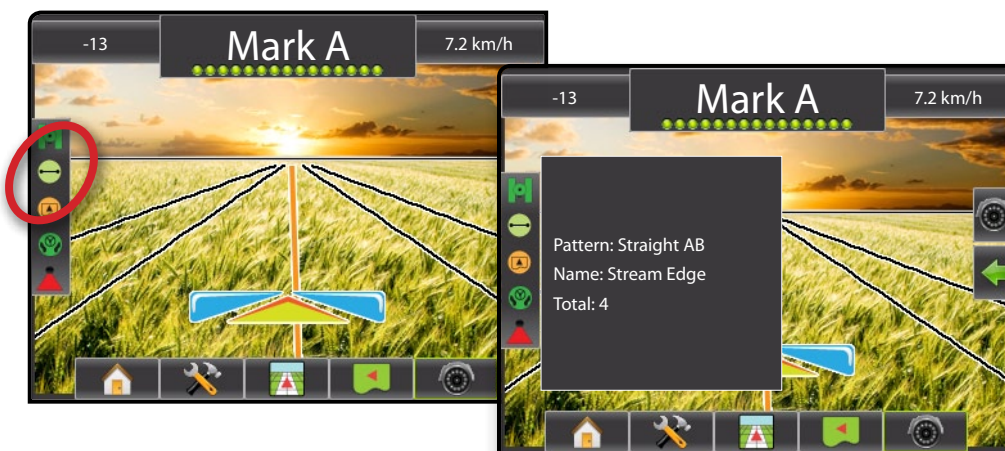 -13
Mark A
7.2 km/h
-13
Mark A
7.2 km/h
Pattern: Straight AB
Name: Stream Edge
Total: 4